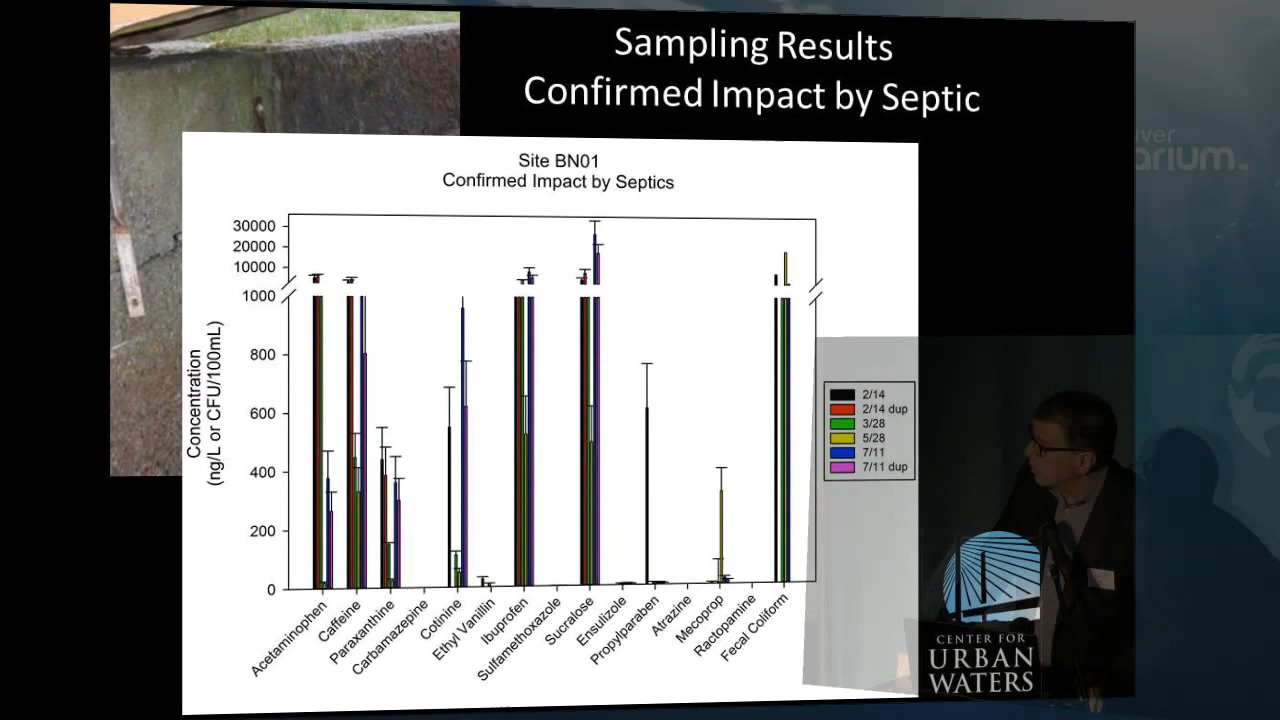 Sampling Results
Confirmed Impact by Septic
Site BN01
Confirmed Impact by Septics
30000
20000
10000
1000
800
600
400
200
0
Concentration
(ng/L or CFU/100mL)
Acetaminophen
Caffeine
Paraxanthine
Carbamazepine
Cotinine
Ethyl Vanillin
Ibuprofen
Sulfamethoxazole
Sucralose
Ensulizole
Propylparaben
Atrazine
Mecoprop
Ractopamine
Fecal Coliform
2/14
2/14 dup
3/28
5/28
7/11
7/11 dup
CENTER FOR
URBAN
WATERS